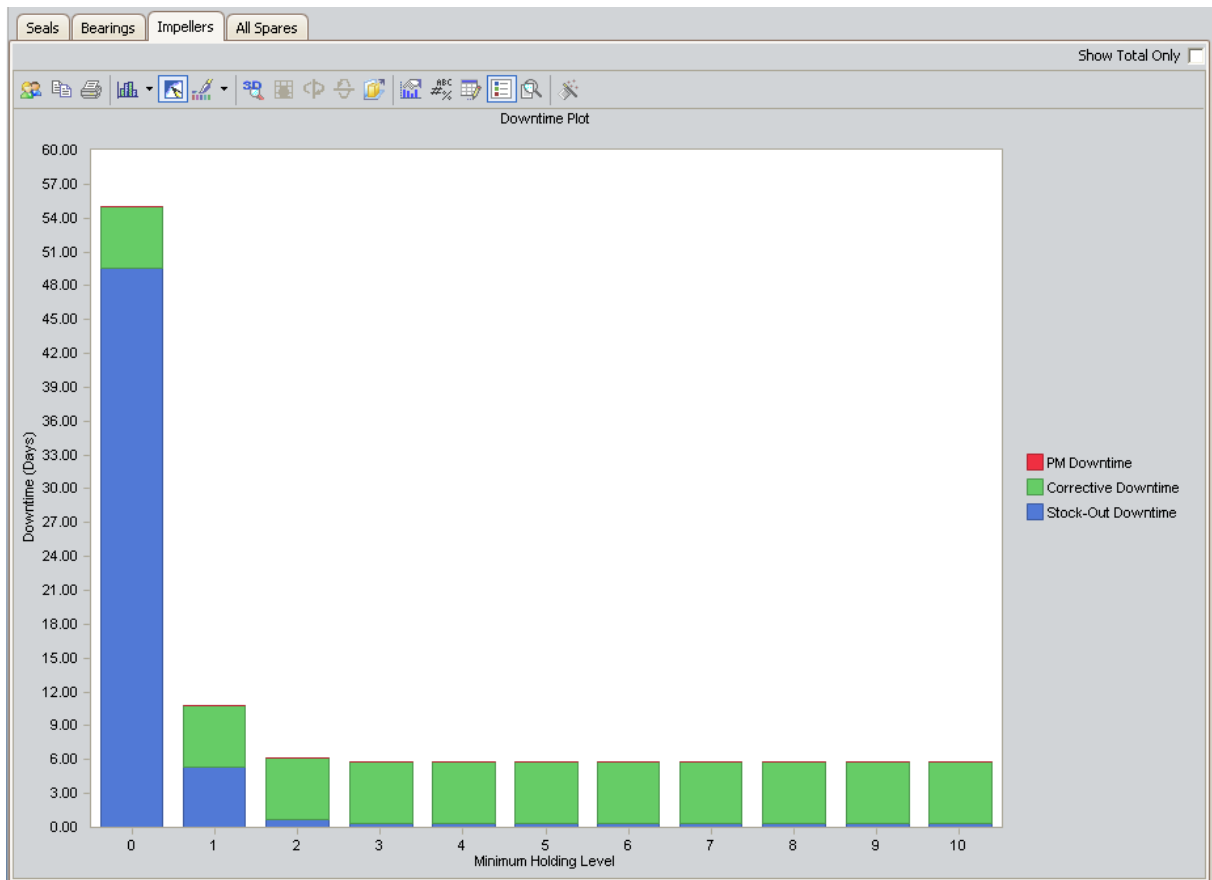 Seals Bearings Impellers All Spares
Show Total Only
3D ABC #%
Downtime Plot
60.00
57.00
54.00
51.00
48.00
45.00
42.00
39.00
36.00
33.00
30.00
27.00
24.00
21.00
18.00
15.00
12.00
9.00
6.00
3.00
0.00
Downtime (Days)
0 1 2 3 4 5 6 7 8 9 10
Minimum Holding Level
PM Downtime
Corrective Downtime
Stock-Out Downtime